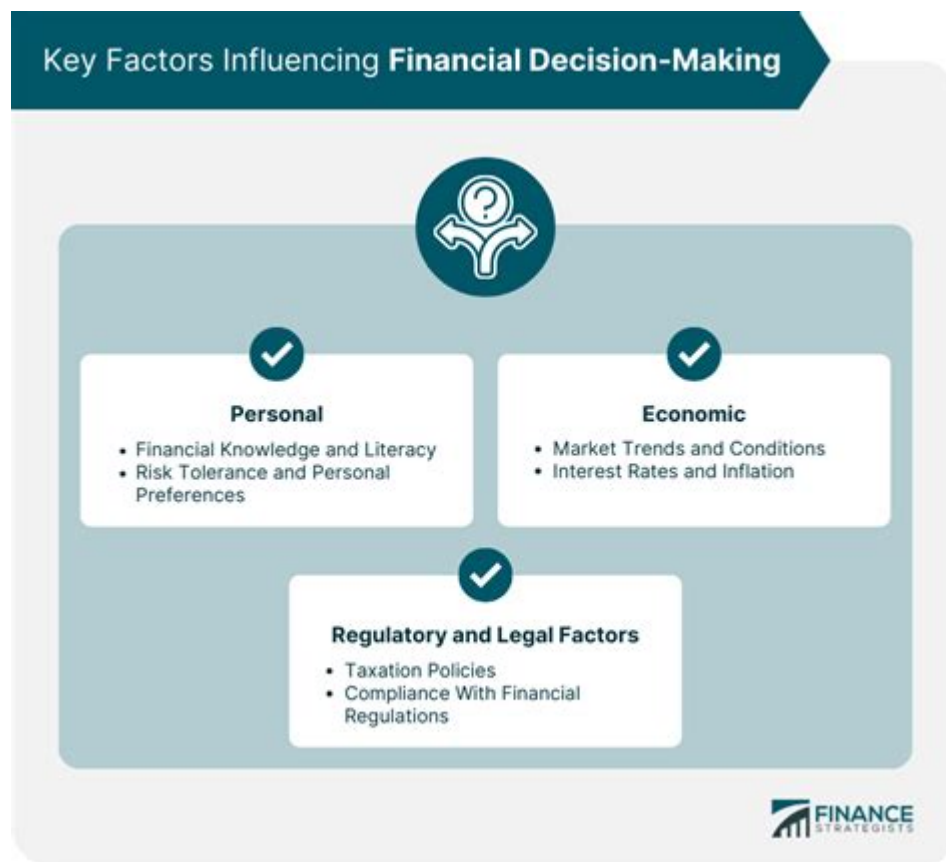 Key Factors Influencing Financial Decision-Making
?
Personal
• Financial Knowledge and Literacy
• Risk Tolerance and Personal
Preferences
Economic
• Market Trends and Conditions
• Interest Rates and Inflation
Regulatory and Legal Factors
• Taxation Policies
• Compliance With Financial
Regulations
FINANCE
STRATEGISTS